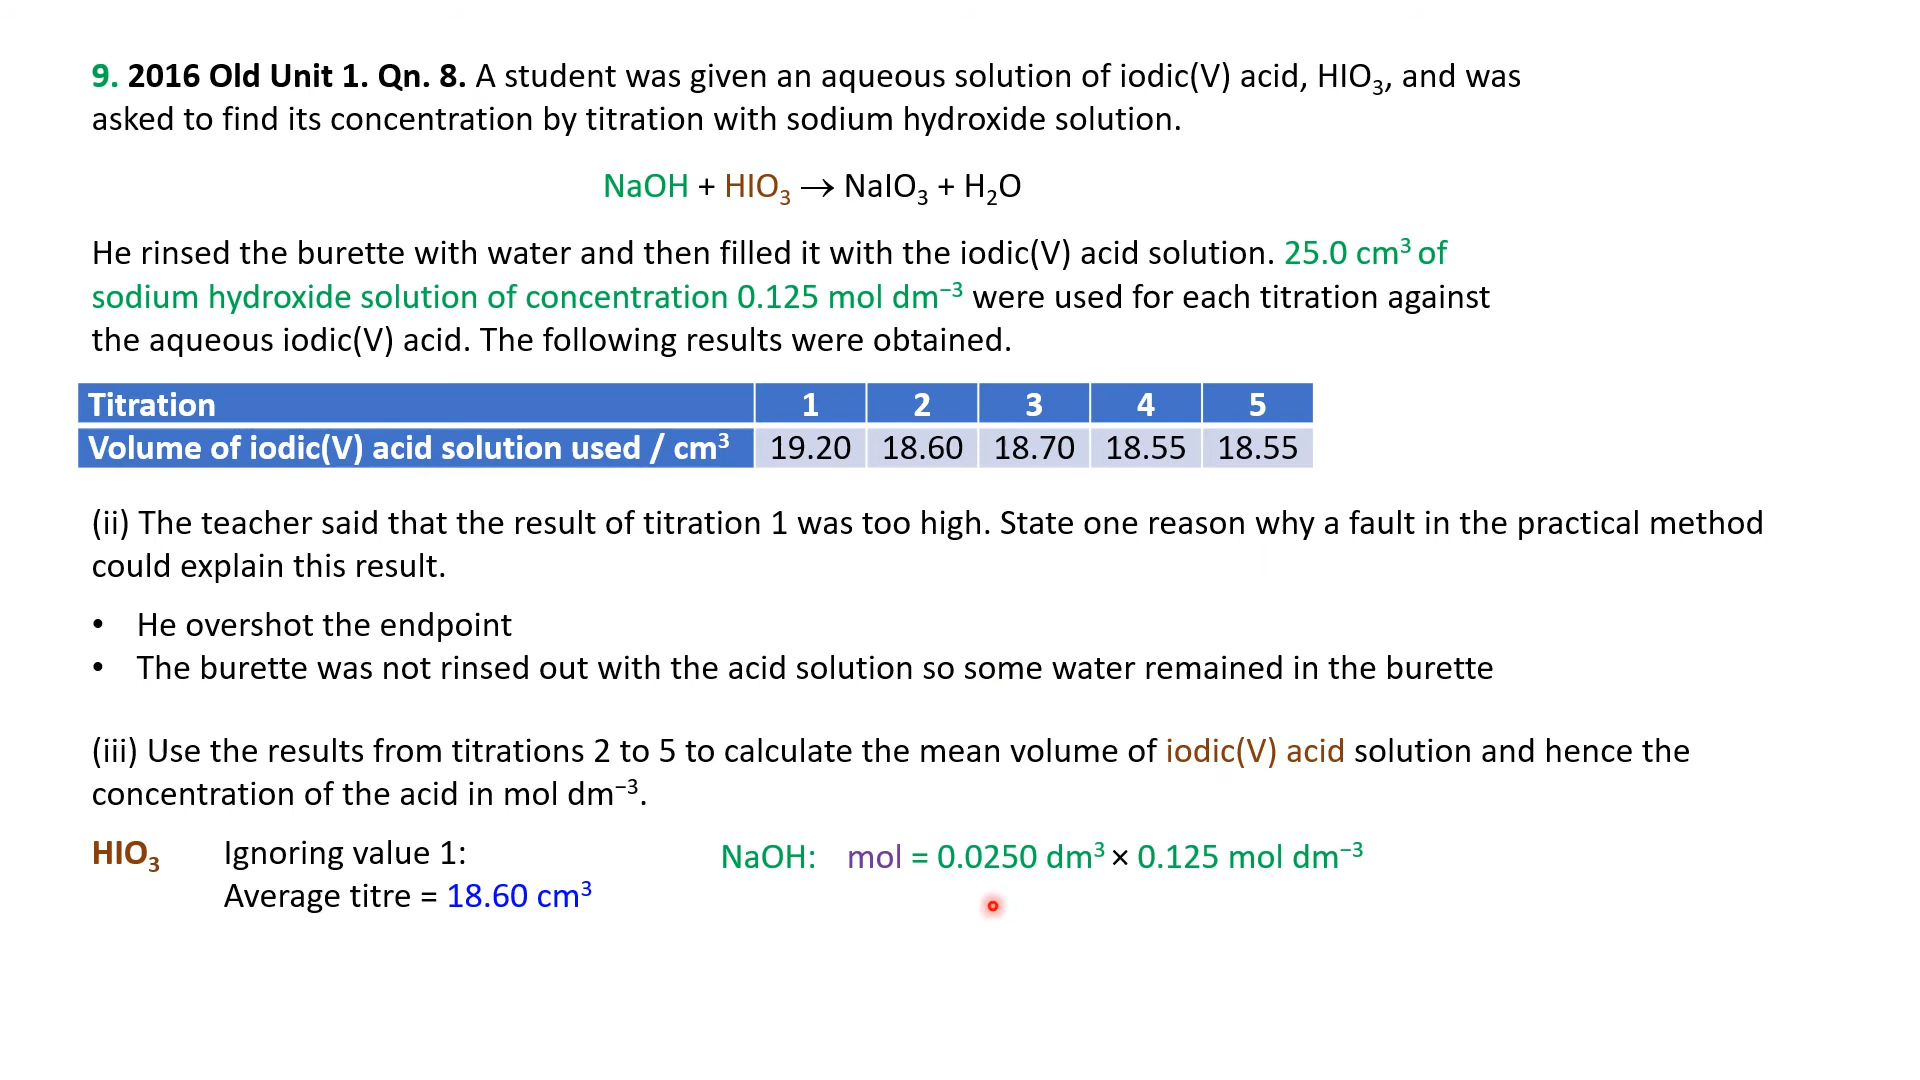 9. 2016 Old Unit 1. Qn. 8. A student was given an aqueous solution of iodic(V) acid, HIO₃, and was
asked to find its concentration by titration with sodium hydroxide solution.
NaOH + HIO₃ → NaIO₃ + H₂O
He rinsed the burette with water and then filled it with the iodic(V) acid solution. 25.0 cm³ of
sodium hydroxide solution of concentration 0.125 mol dm⁻³ were used for each titration against
the aqueous iodic(V) acid. The following results were obtained.
Titration 1 2 3 4 5
Volume of iodic(V) acid solution used / cm³ 19.20 18.60 18.70 18.55 18.55
(ii) The teacher said that the result of titration 1 was too high. State one reason why a fault in the practical method
could explain this result.
• He overshot the endpoint
• The burette was not rinsed out with the acid solution so some water remained in the burette
(iii) Use the results from titrations 2 to 5 to calculate the mean volume of iodic(V) acid solution and hence the
concentration of the acid in mol dm⁻³.
HIO₃ Ignoring value 1: NaOH: mol = 0.0250 dm³ × 0.125 mol dm⁻³
Average titre = 18.60 cm³